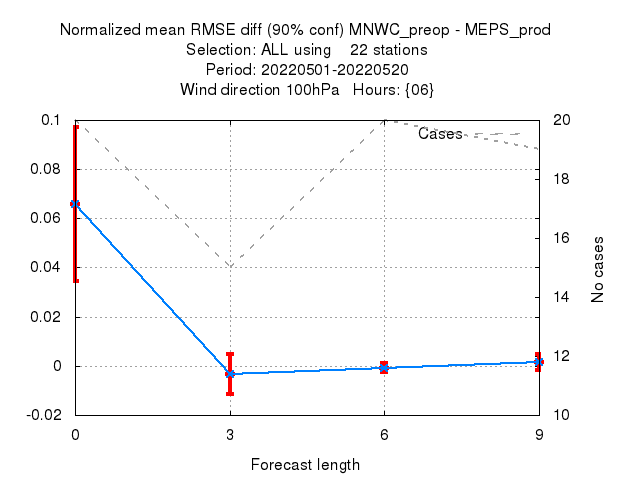 Normalized mean RMSE diff (90% conf) MNWC_preop - MEPS_prod
Selection: ALL using    22 stations
Period: 20220501-20220520
Wind direction 100hPa   Hours: {06}
0.1
0.08
0.06
0.04
0.02
0
-0.02
Cases
20
18
16
14
12
10
No cases
0 3 6 9
Forecast length